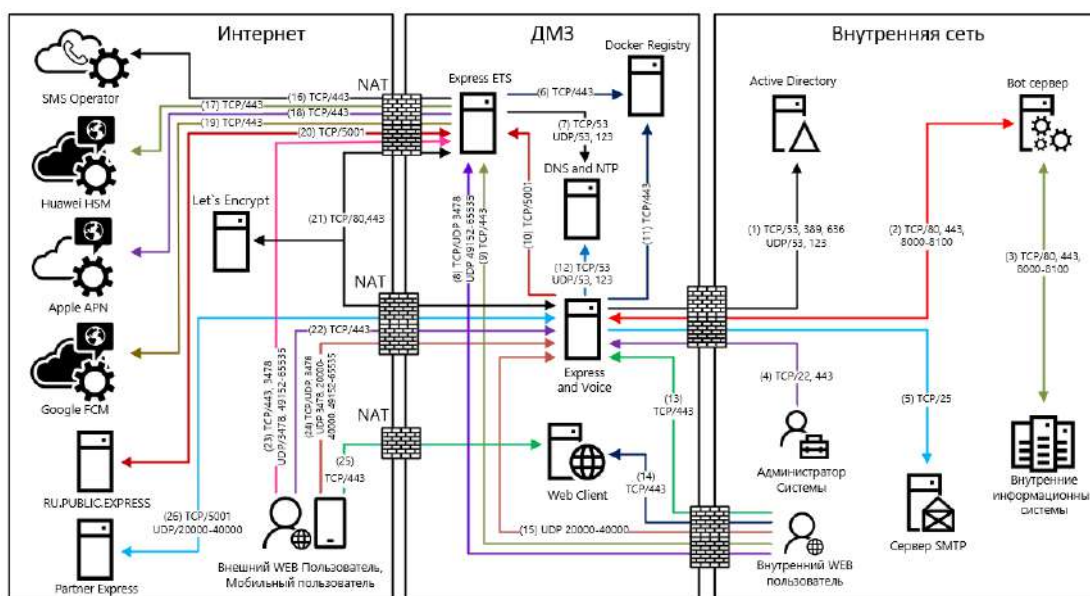 Интернет
ДМЗ
Внутренняя сеть
SMS Operator
NAT
Express ETS
Docker Registry
Active Directory
Bot сервер
(16) TCP/443
(17) TCP/443
(18) TCP/443
(19) TCP/443
(20) TCP/5001
(6) TCP/443
(7) TCP/53
UDP/53, 123
DNS and NTP
Huawei HSM
Let`s Encrypt
(21) TCP/80,443
(8) TCP/UDP 3478
UDP 49152-65535
(9) TCP/443
(10) TCP/5001
(11) TCP/443
(12) TCP/53
UDP/53, 123
(1) TCP/53, 389, 636
UDP/53, 123
(2) TCP/80, 443,
8000-8100
(3) TCP/80, 443,
8000-8100
Apple APN
NAT
(22) TCP/443
Express
and Voice
Google FCM
(23) TCP/443, 3478
UDP/3478, 49152-65535
(24) TCP/UDP, 3478
UDP 3478, 20000-
40000, 49152-65535
(4) TCP/22, 443
(5) TCP/25
(13)
TCP/443
NAT
(25)
TCP/443
Web Client
(14)
TCP/443
Администратор
Системы
Внутренние
информационные
системы
RU.PUBLIC.EXPRESS
(26) TCP/5001
UDP/20000-40000
(15) UDP 20000-40000
Сервер SMTP
Partner Express
Внешний WEB Пользователь,
Мобильный пользователь
Внутренний WEB
пользователь